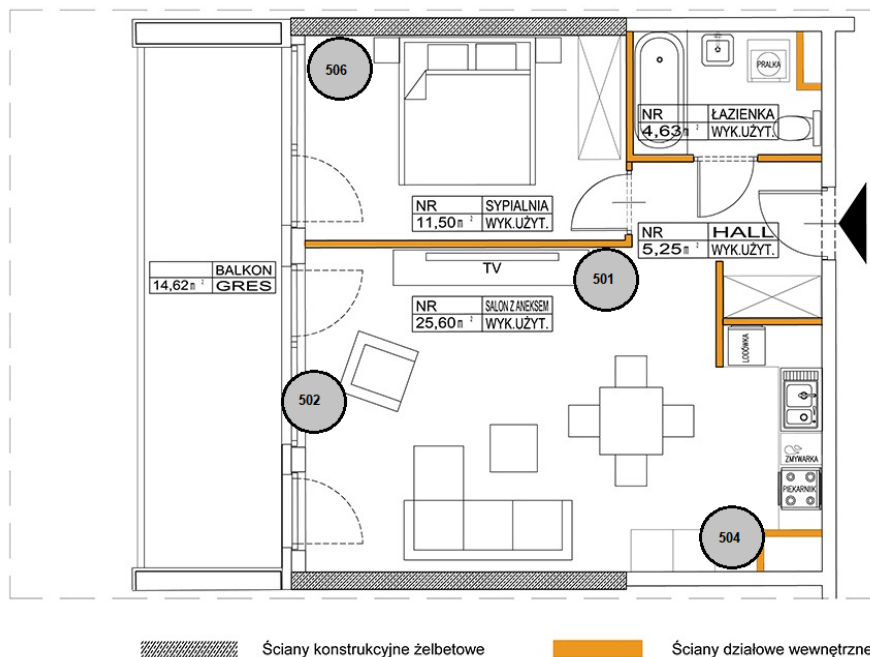 506
PRALKA
NR ŁAZIENKA
4,63m² WYK.UŻYT.
NR SYPIALNIA
11,50m² WYK.UŻYT.
NR HALL
5,25m² WYK.UŻYT.
BALKON
14,62m² GRES
TV
501
NR SALON Z ANEKSEM
25,60m² WYK.UŻYT.
LODÓWKA
502
ZMYWARKA
PIEKARNIK
504
Ściany konstrukcyjne żelbetowe
Ściany działowe wewnętrzne